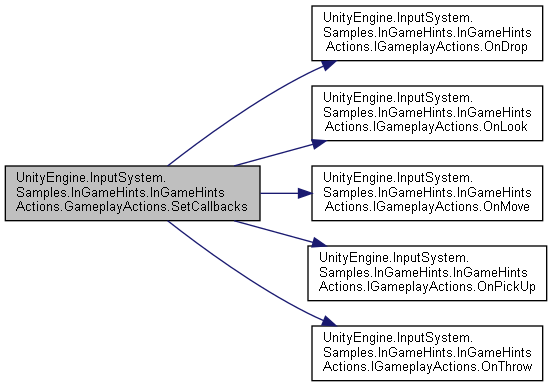 UnityEngine.InputSystem.
Samples.InGameHints.InGameHints
Actions.IGameplayActions.OnDrop
UnityEngine.InputSystem.
Samples.InGameHints.InGameHints
Actions.IGameplayActions.OnLook
UnityEngine.InputSystem.
Samples.InGameHints.InGameHints
Actions.GameplayActions.SetCallbacks
UnityEngine.InputSystem.
Samples.InGameHints.InGameHints
Actions.IGameplayActions.OnMove
UnityEngine.InputSystem.
Samples.InGameHints.InGameHints
Actions.IGameplayActions.OnPickUp
UnityEngine.InputSystem.
Samples.InGameHints.InGameHints
Actions.IGameplayActions.OnThrow